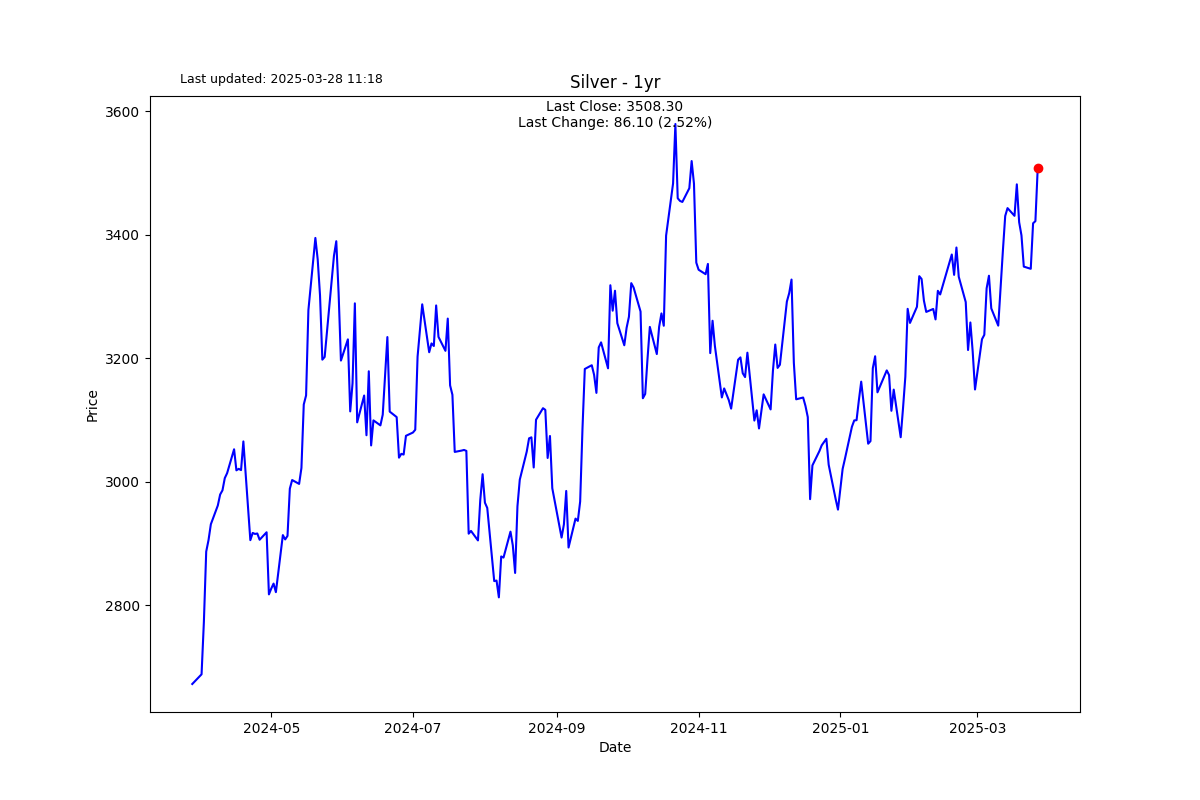 Last updated: 2025-03-28 11:18
Silver - 1yr
Last Close: 3508.30
Last Change: 86.10 (2.52%)
3600
3400
3200
3000
2800
Price
2024-05
2024-07
2024-09
2024-11
2025-01
2025-03
Date